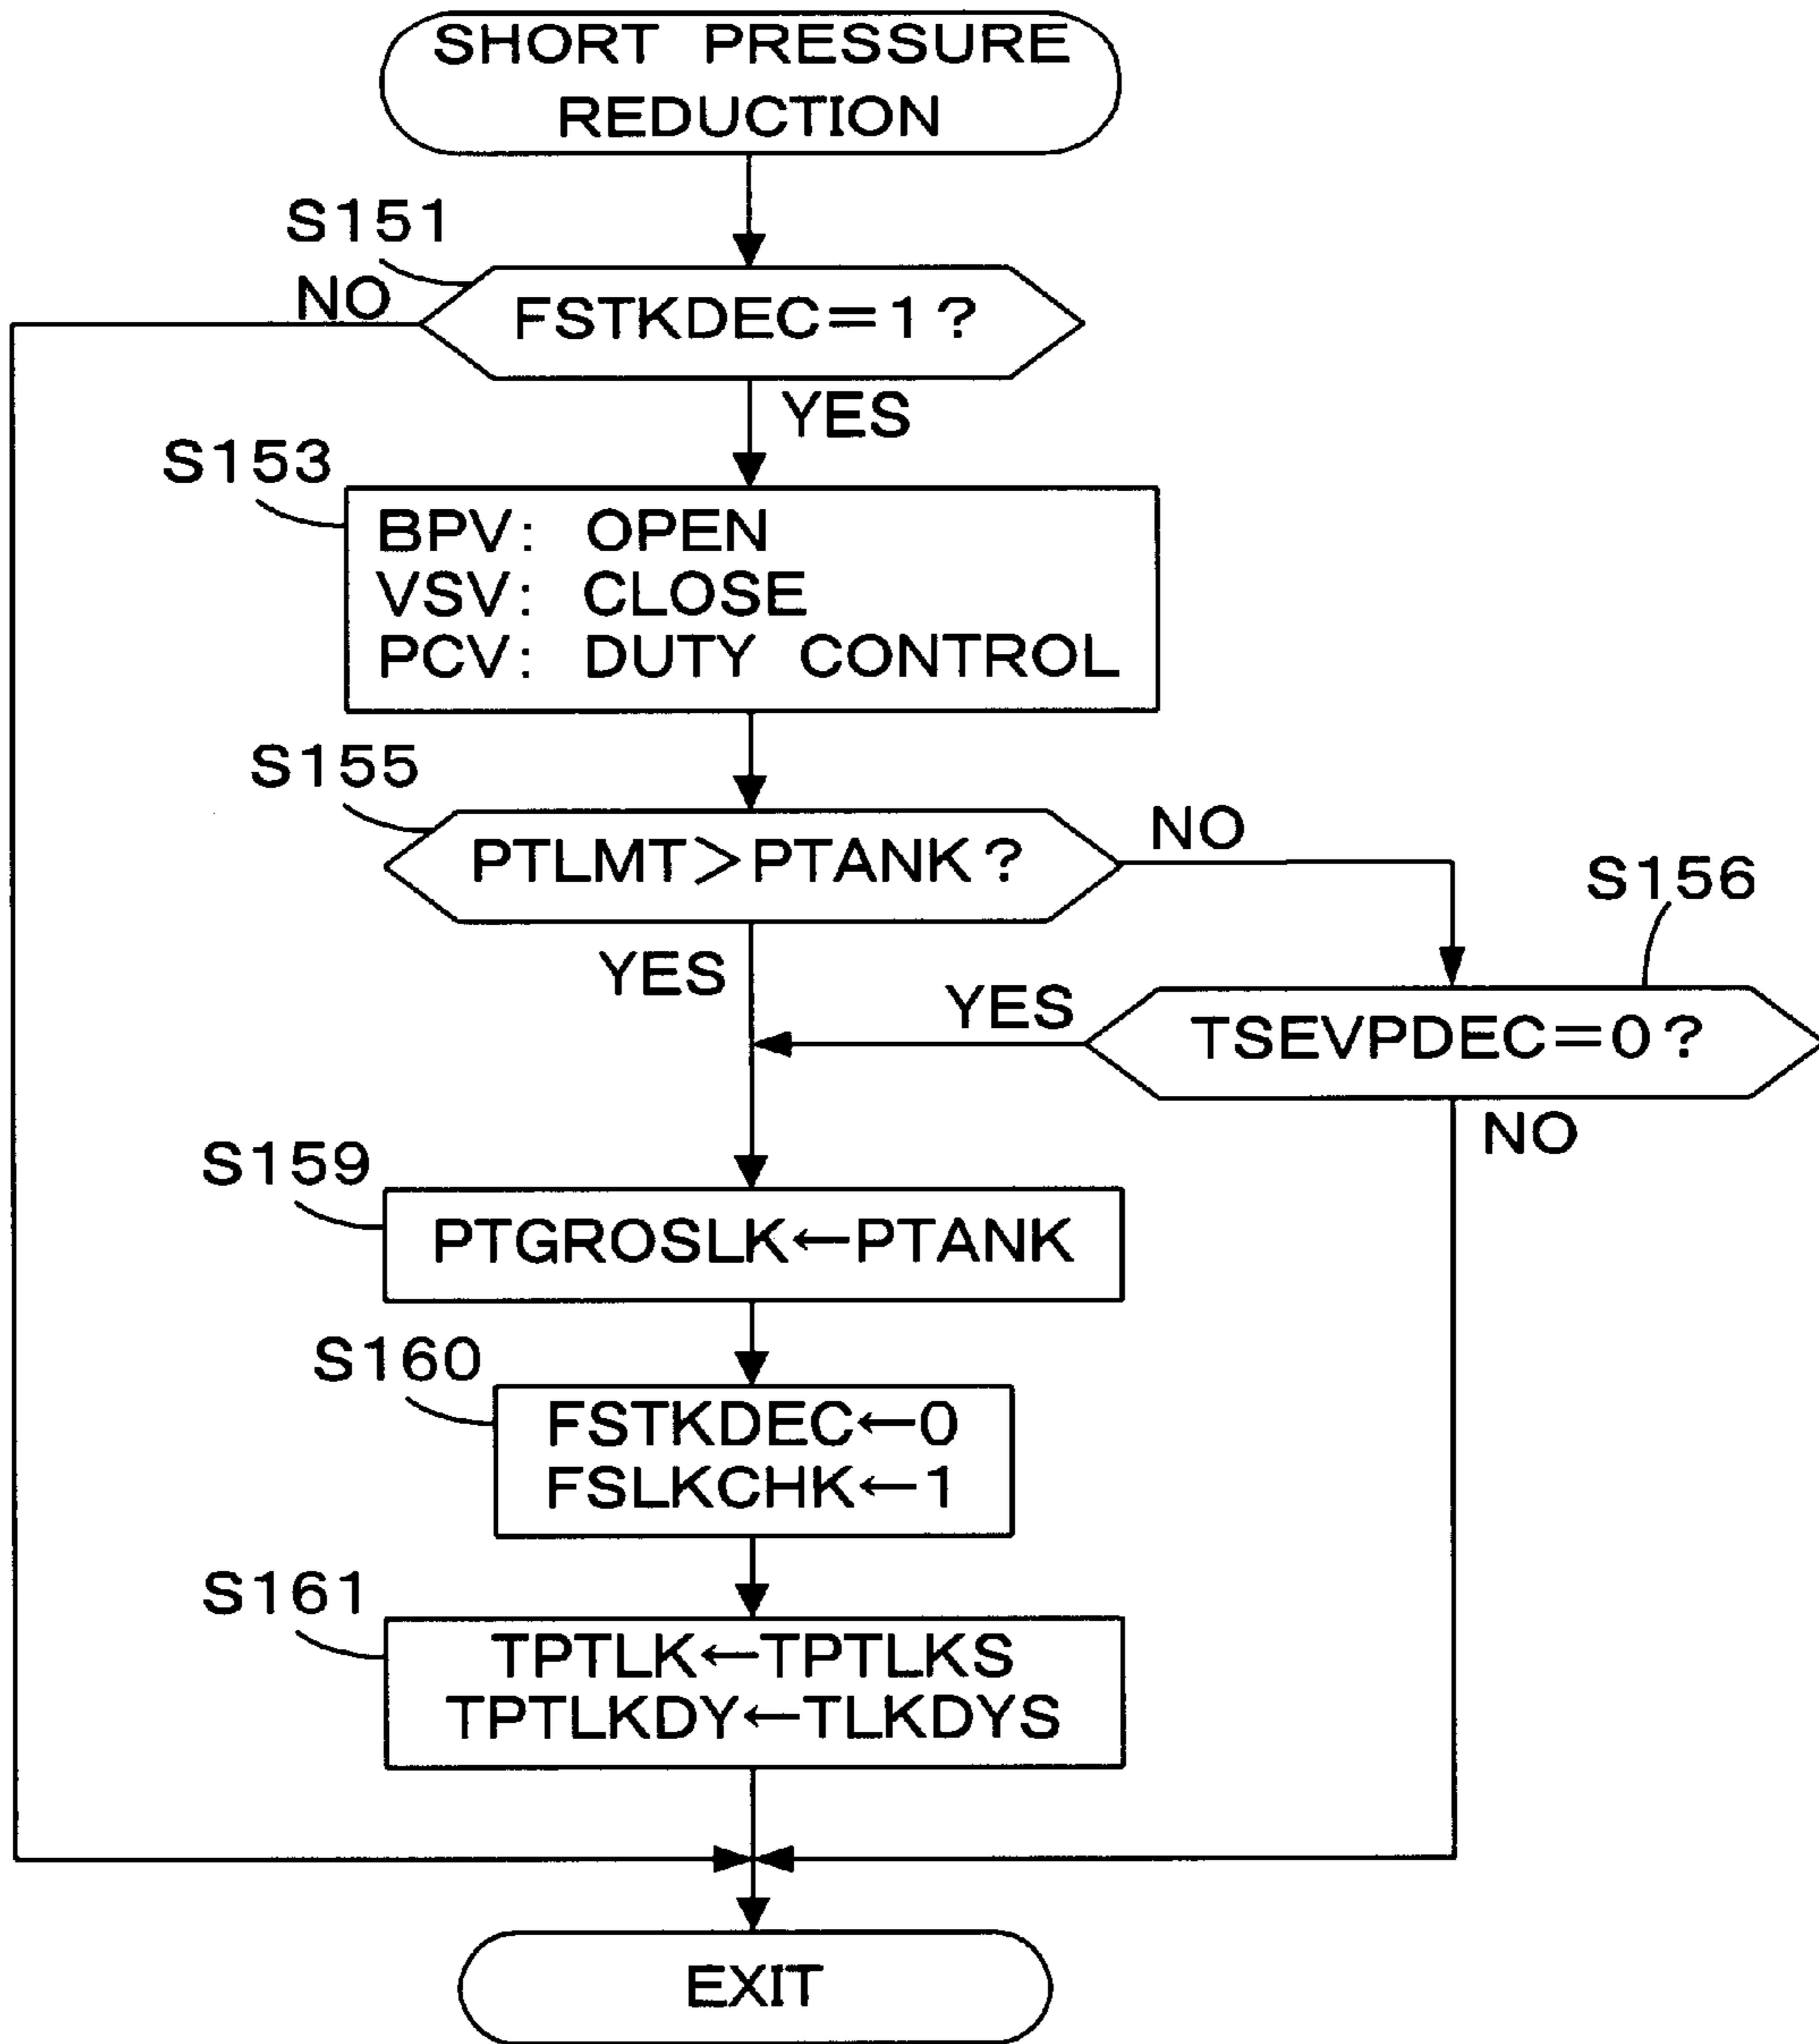 SHORT PRESSURE
REDUCTION
S151
NO
FSTKDEC=1?
YES
S153
BPV: OPEN
VSV: CLOSE
PCV: DUTY CONTROL
S155
PTLMT>PTANK?
NO
S156
YES
YES
TSEVPDEC=0?
NO
S159
PTGROSLK←PTANK
S160
FSTKDEC←0
FSLKCHK←1
S161
TPTLK←TPTLKS
TPTLKDY←TLKDYS
EXIT